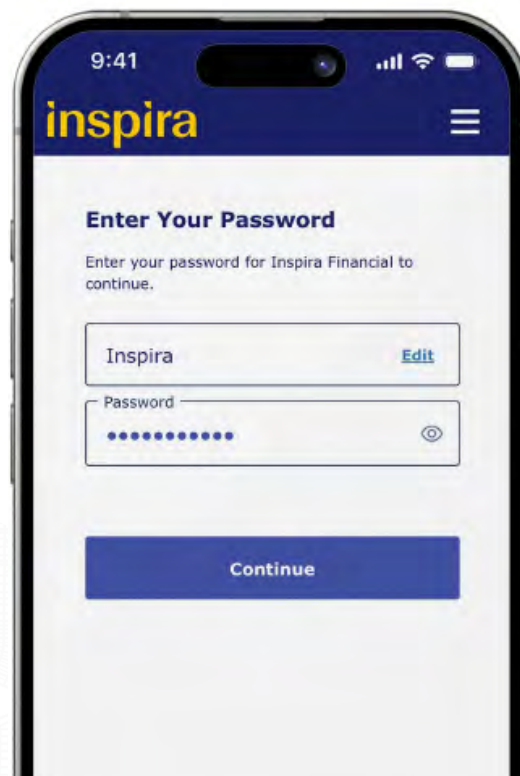 9:41
inspira
Enter Your Password
Enter your password for Inspira Financial to
continue.
Inspira Edit
Password
•••••••••••
Continue